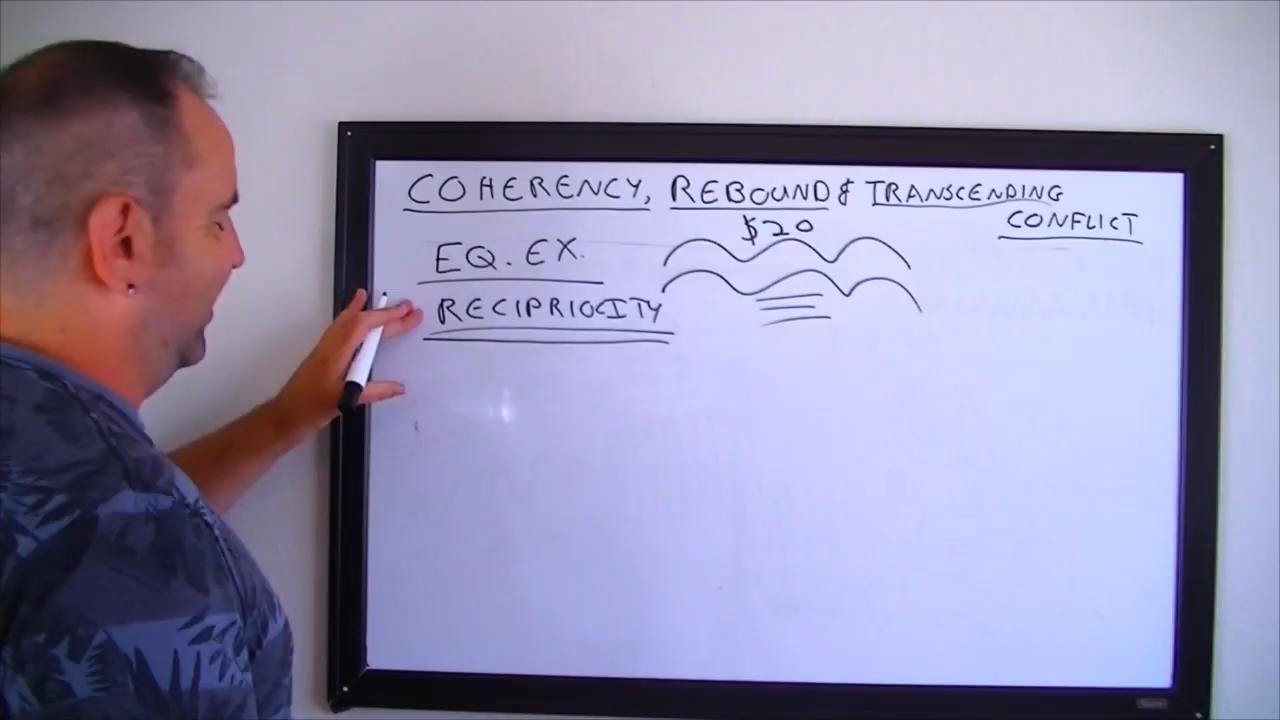 COHERENCY, REBOUND & TRANSCENDING
CONFLICT
$20
EQ. EX.
RECIPRIOCITY